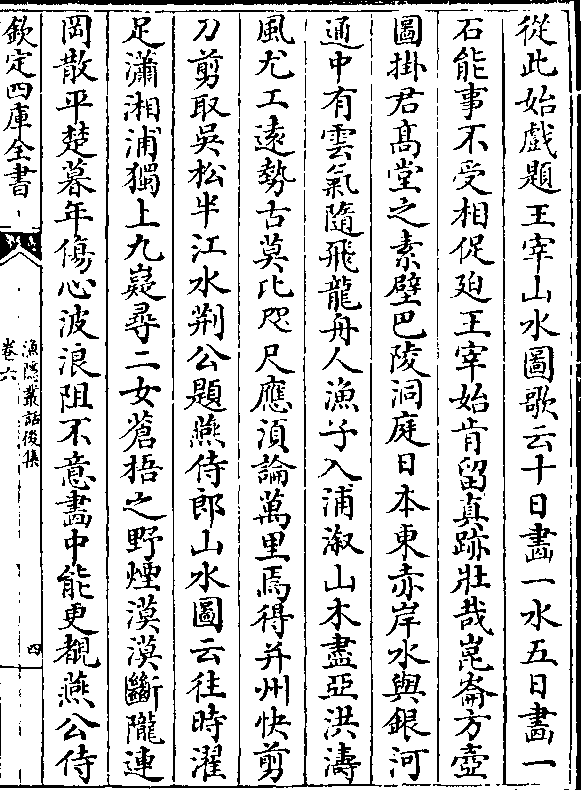 從此始戲題王宰山水圖歌云十日畫一水五日畫一
石能事不受相促迫王宰始肯留真跡壯哉崑崙方壺
圖掛君髙堂之素壁巴陵洞庭日本東赤岸水與銀河
通中有雲氣隨飛龍舟人漁子入浦溆山木盡亞洪濤
風尤工逺勢古莫比咫尺應湏論萬里焉得并州快剪
刀剪取吳松半江水荆公題燕侍郎山水圖云往時濯
足瀟湘浦獨上九嶷尋二女蒼梧之野煙漠漠斷隴連
岡散平楚暮年傷心波浪阻不意畫中能更覩燕公侍
欽定四庫全書
漁隱叢話後集
卷六
四